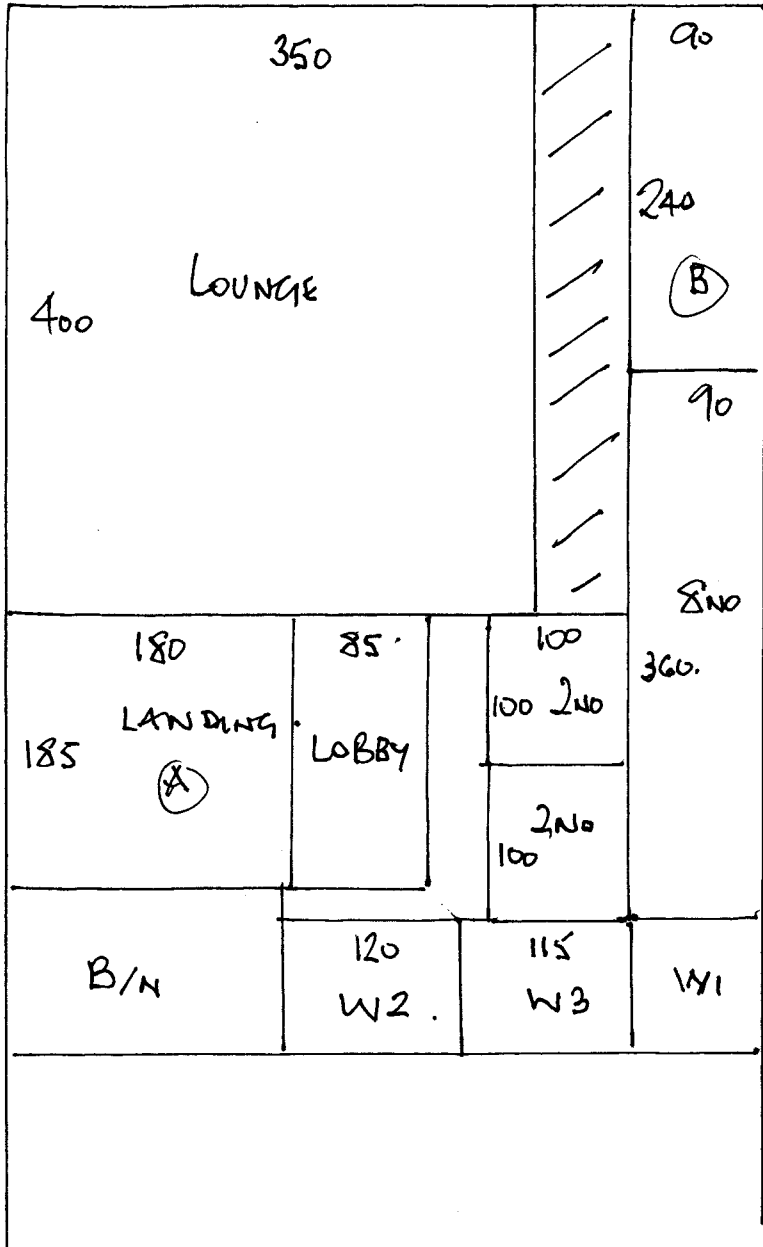 350
90
240
LOUNGE
B
400
90
8NO
180
85.
100
360.
100 2NO
LANDING
LOBBY
185
A
2NO
100
B/N
120
115
W2.
W3
W1